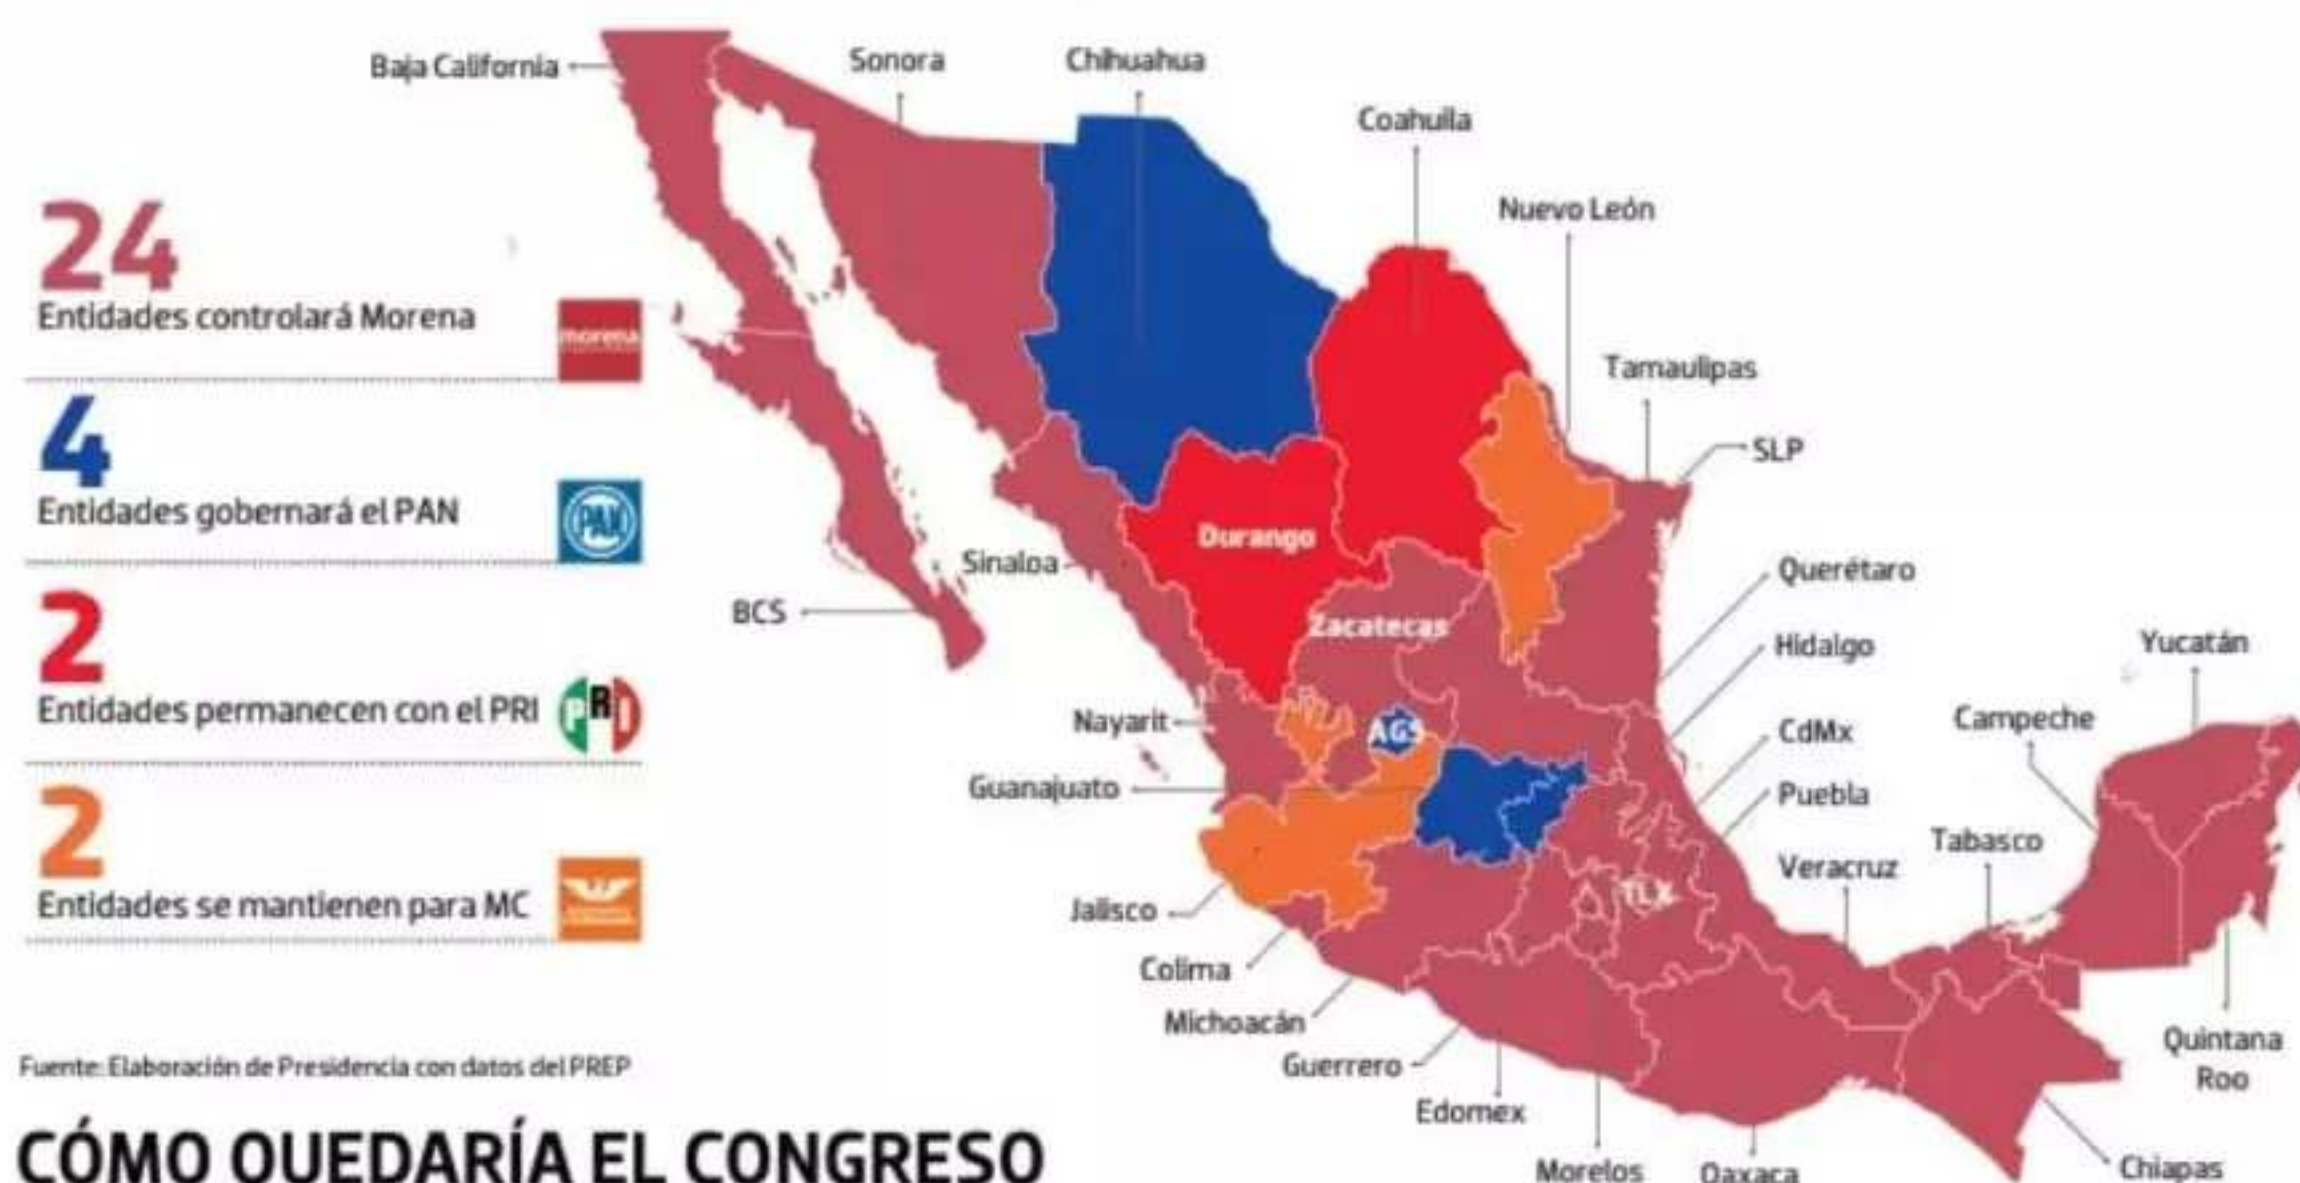 Baja California
Sonora
Chihuahua
Coahuila
Nuevo León
Tamaulipas
SLP
24
Entidades controlará Morena
morena
4
Entidades gobernará el PAN
PAN
2
Entidades permanecen con el PRI
PRI
2
Entidades se mantienen para MC
Durango
Sinaloa
BCS
Zacatecas
Querétaro
Hidalgo
Yucatán
Nayarit
AGS
CdMx
Campeche
Guanajuato
Puebla
Tabasco
Veracruz
TLX
Jalisco
Colima
Michoacán
Guerrero
Edomex
Morelos
Oaxaca
Quintana
Roo
Chiapas
Fuente: Elaboración de Presidencia con datos del PREP
CÓMO QUEDARÍA EL CONGRESO